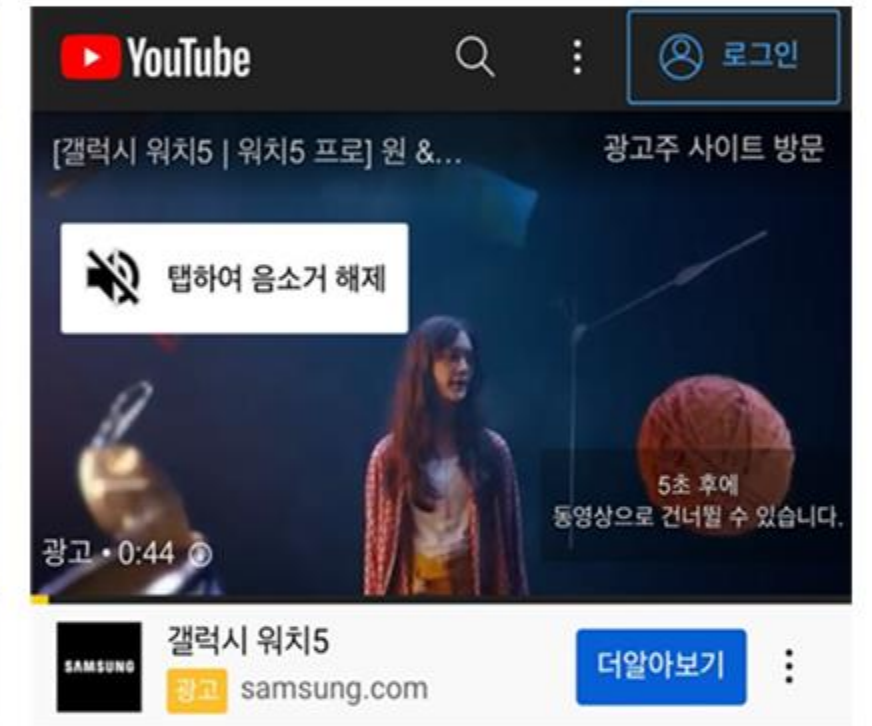 YouTube
로그인
[갤럭시 워치5 | 워치5 프로] 원 &...
광고주 사이트 방문
탭하여 음소거 해제
5초 후에
동영상으로 건너뛸 수 있습니다.
광고 • 0:44
SAMSUNG
갤럭시 워치5
광고 samsung.com
더알아보기